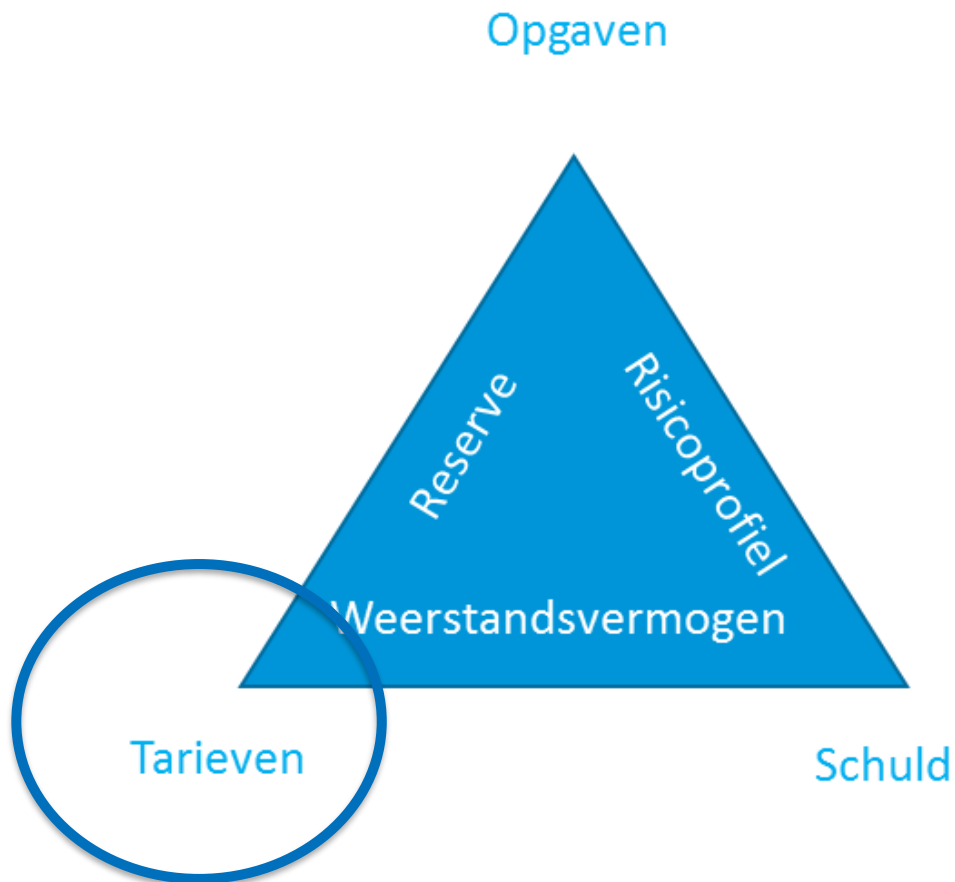 Opgaven
Reserve
Risicoprofiel
Weerstandsvermogen
Tarieven
Schuld